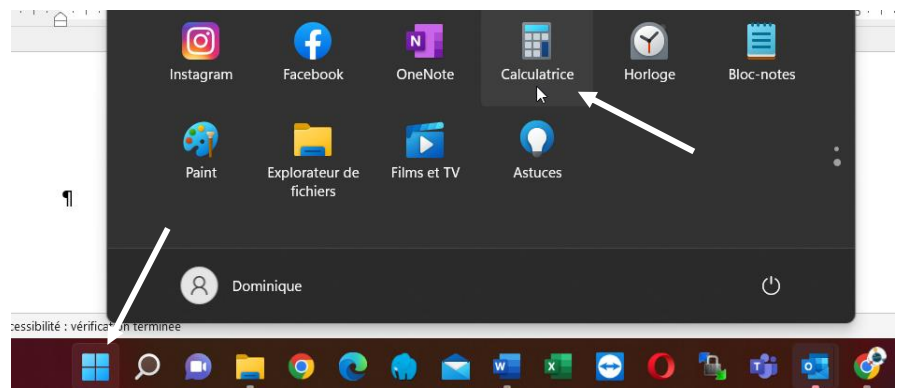 Instagram Facebook OneNote Calculatrice Horloge Bloc-notes
Paint Explorateur de fichiers Films et TV Astuces
¶
Dominique
cessibilité : vérification terminée